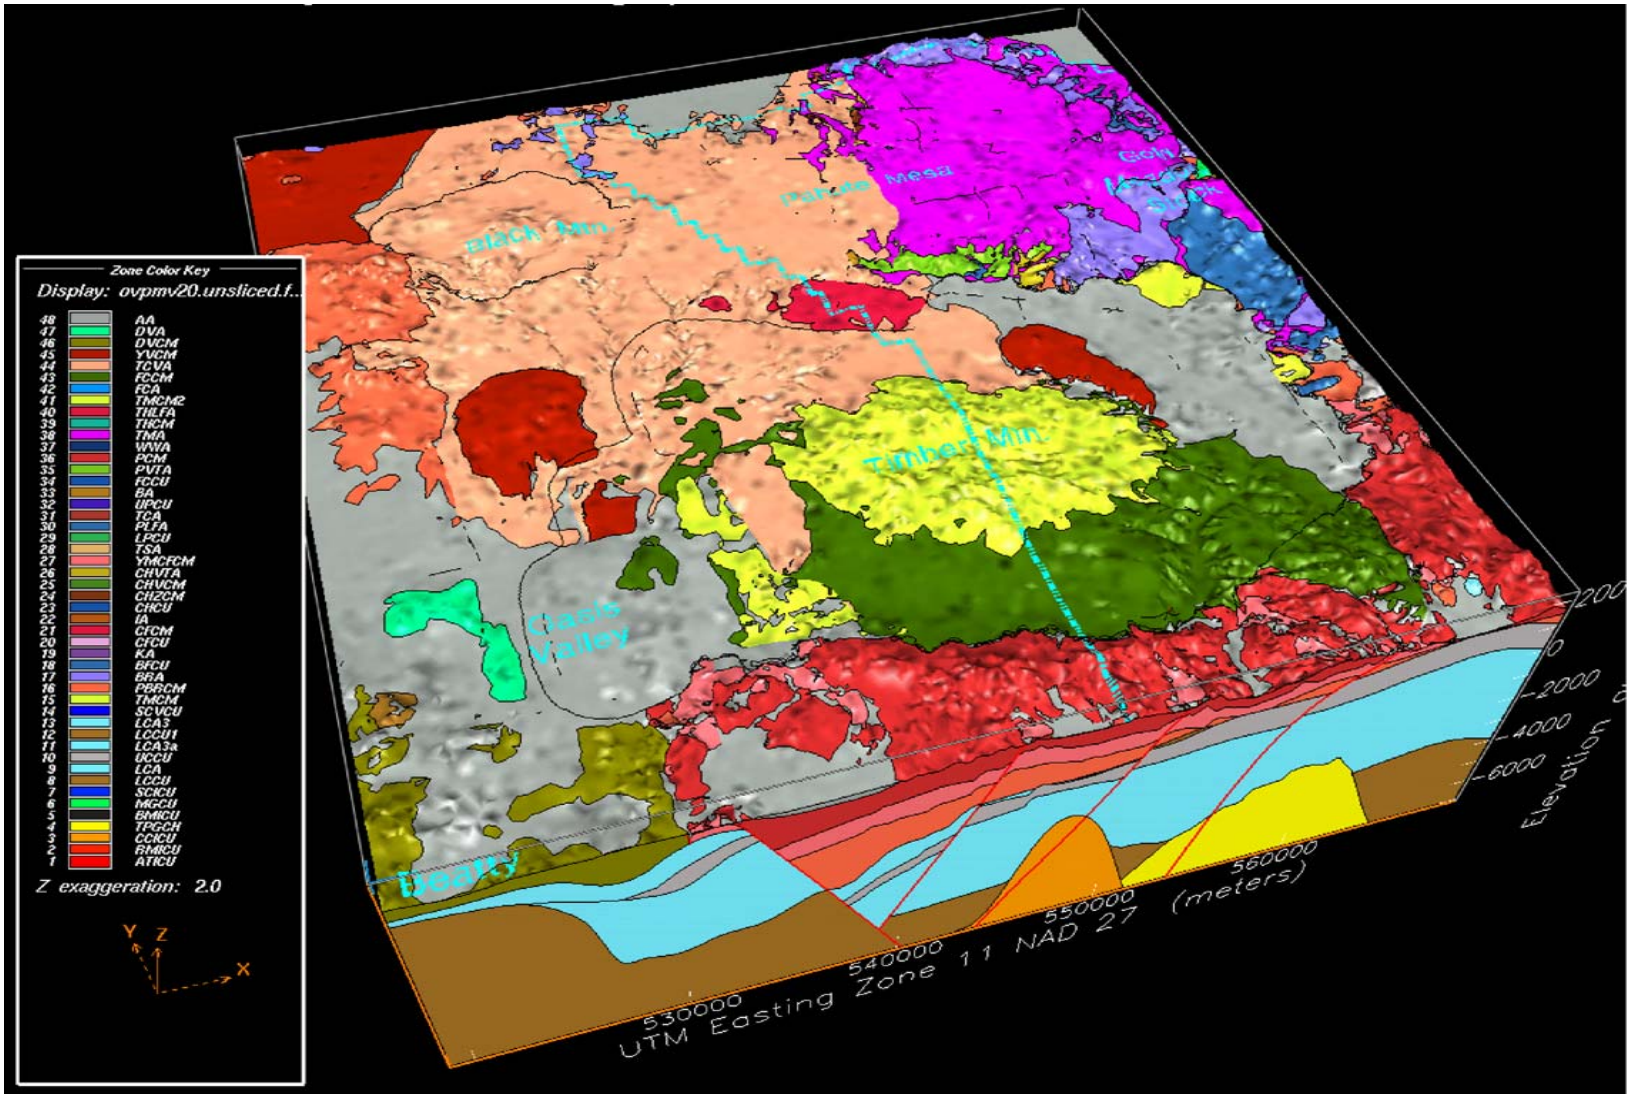 Black Mtn.
Pahute Mesa
Gold
Timber Mtn.
Oasis
Valley
Beatty
Zone Color Key
Display: ovpmv20.unsliced.f...
48 AA
47 DVA
46 DVCM
45 YVCM
44 TCVA
43 FCCM
42 FCA
41 TMCM2
40 THLFA
39 THCM
38 TMA
37 WWA
36 PCM
35 PVTA
34 FCCU
33 BA
32 UPCU
31 TCA
30 PLFA
29 LPCU
28 TSA
27 YMCFCM
26 CHVTA
25 CHVCM
24 CHZCM
23 CHCU
22 IA
21 CFCM
20 CFCU
19 KA
18 BFCU
17 BRA
16 PBRCM
15 TMCM
14 SCVCU
13 LCA3
12 LCCU1
11 LCA3a
10 UCCU
9 LCA
8 LCCU
7 SCICU
6 MGCU
5 BMICU
4 TPGCH
3 CCICU
2 RMICU
1 ATICU
Z exaggeration: 2.0
Y Z X
200
0
-2000
-4000
-6000
Elevation
530000
540000
550000
560000
UTM Easting Zone 11 NAD 27 (meters)